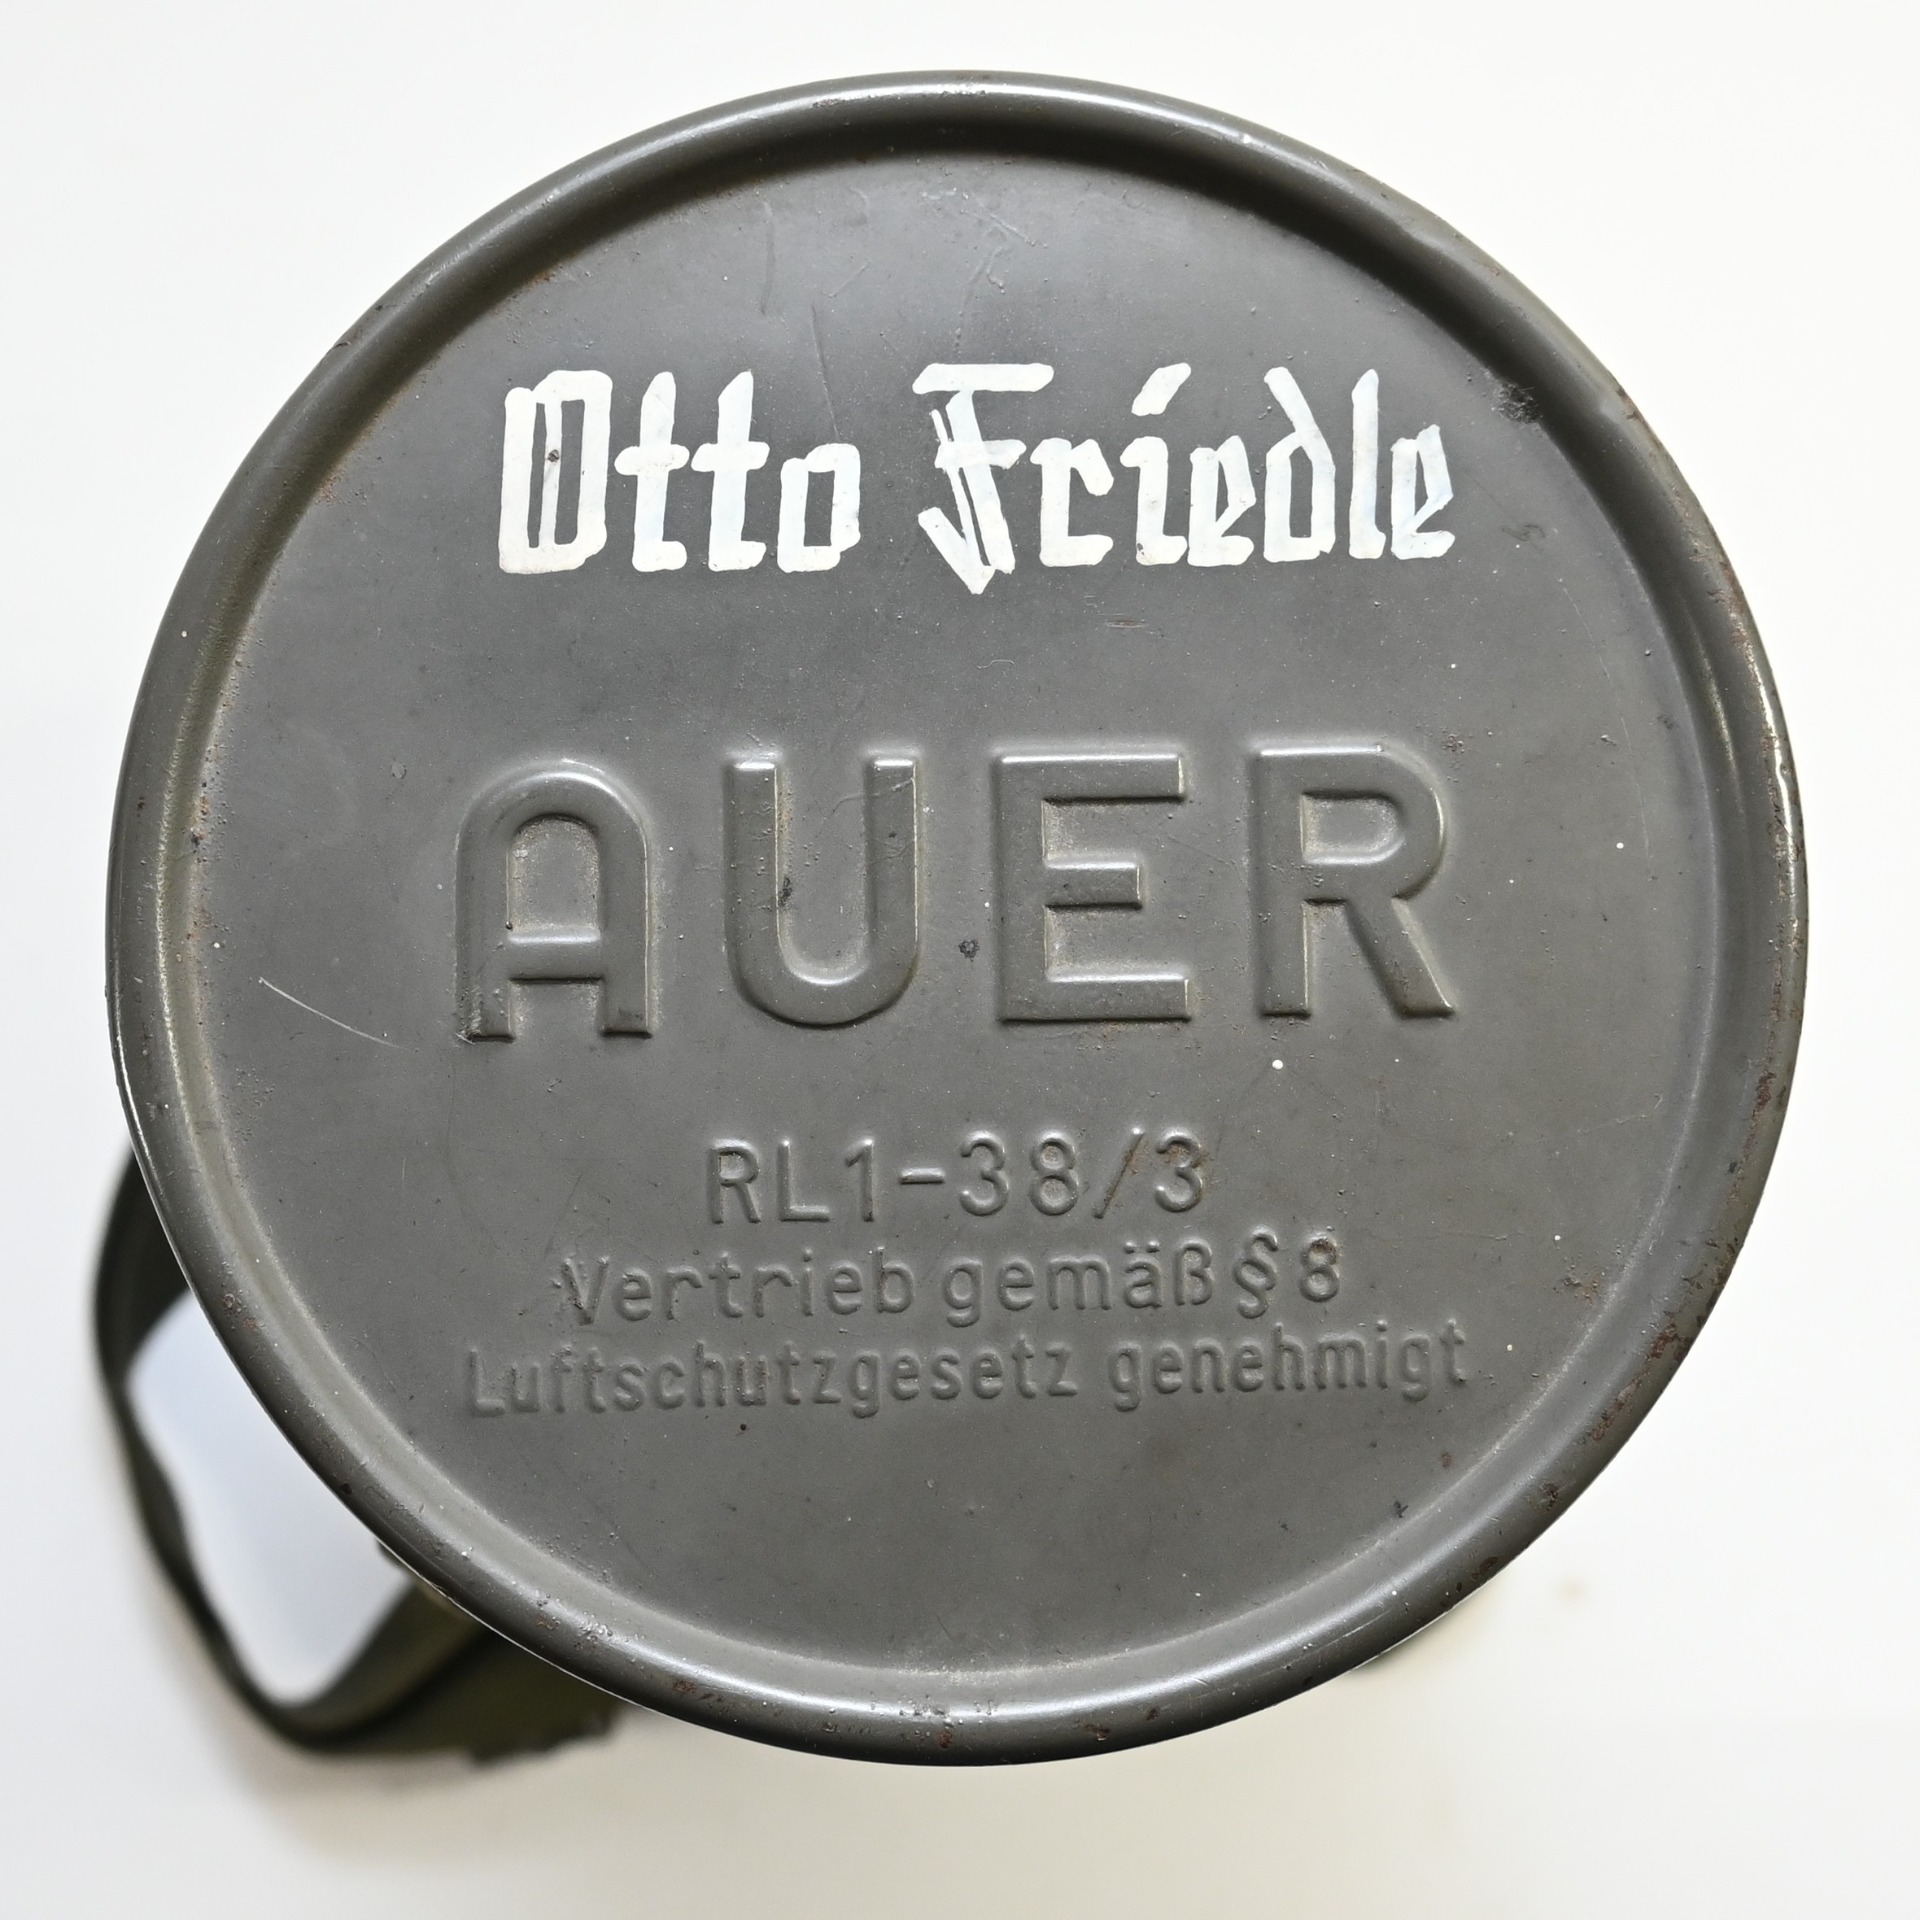 Otto Friedle
AUER
RL1-38/3
Vertrieb gemäß § 8
Luftschutzgesetz genehmigt